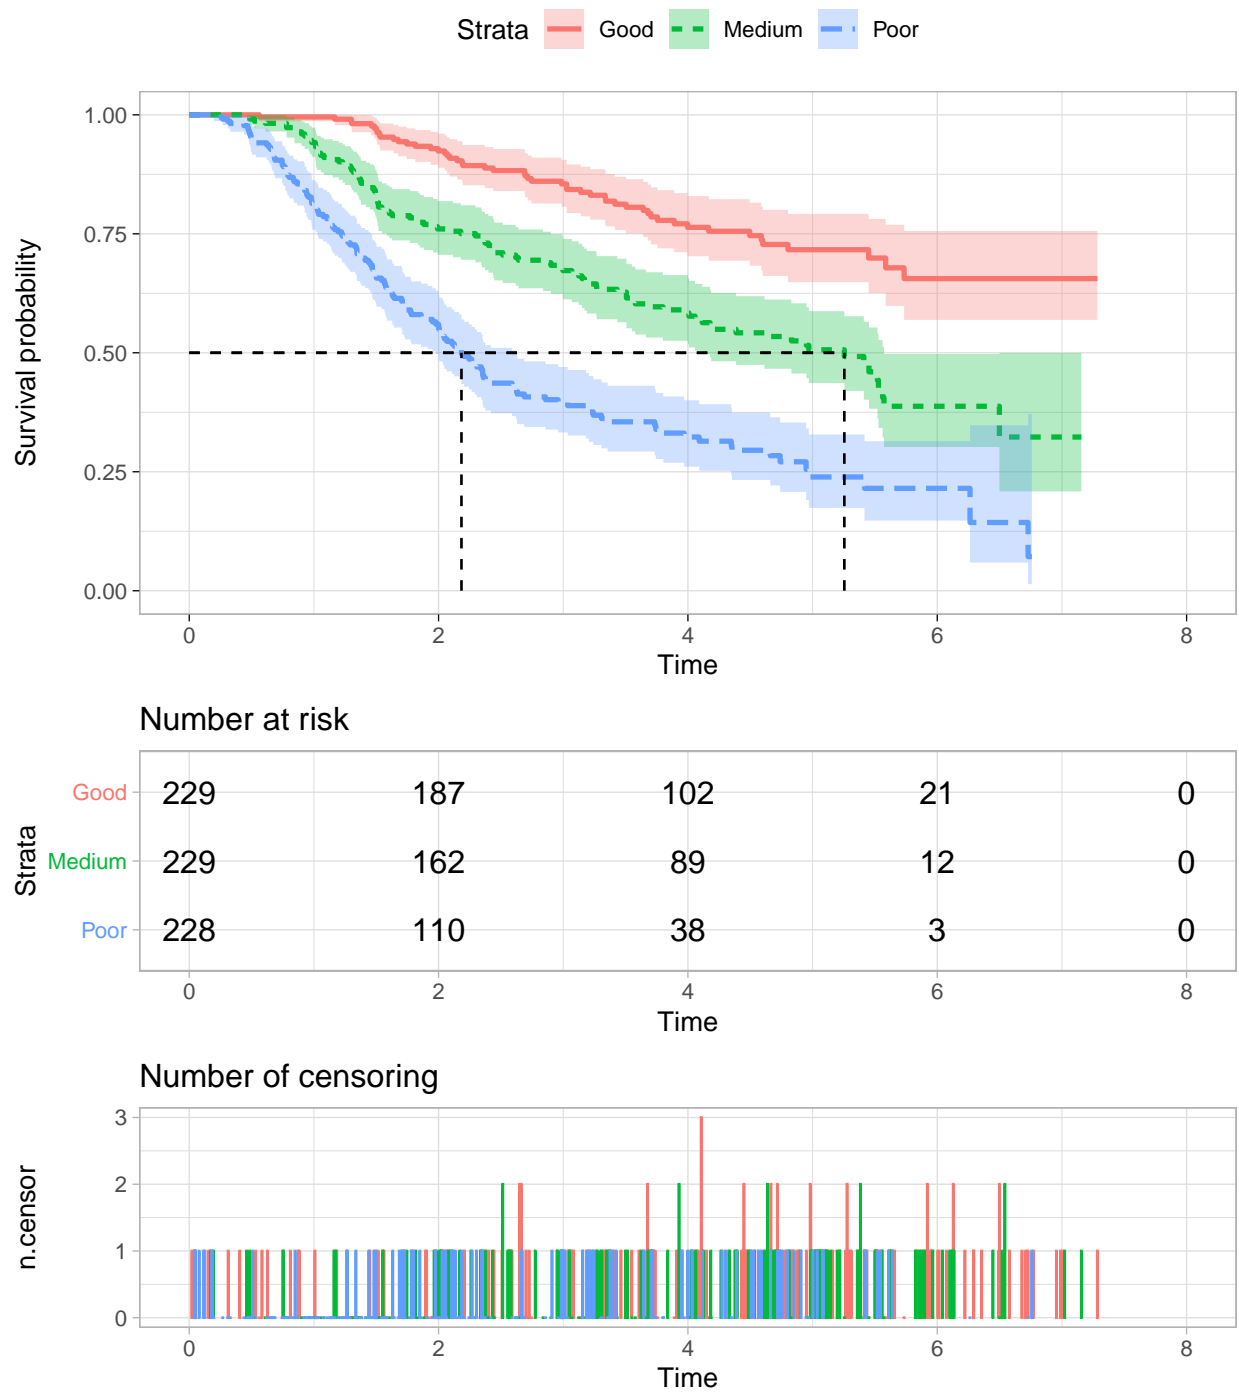 Strata Good Medium Poor
Survival probability
1.00
0.75
0.50
0.25
0.00
0 2 4 6 8
Time
Number at risk
Strata
Good 229 187 102 21 0
Medium 229 162 89 12 0
Poor 228 110 38 3 0
0 2 4 6 8
Time
Number of censoring
n.censor
3
2
1
0
0 2 4 6 8
Time